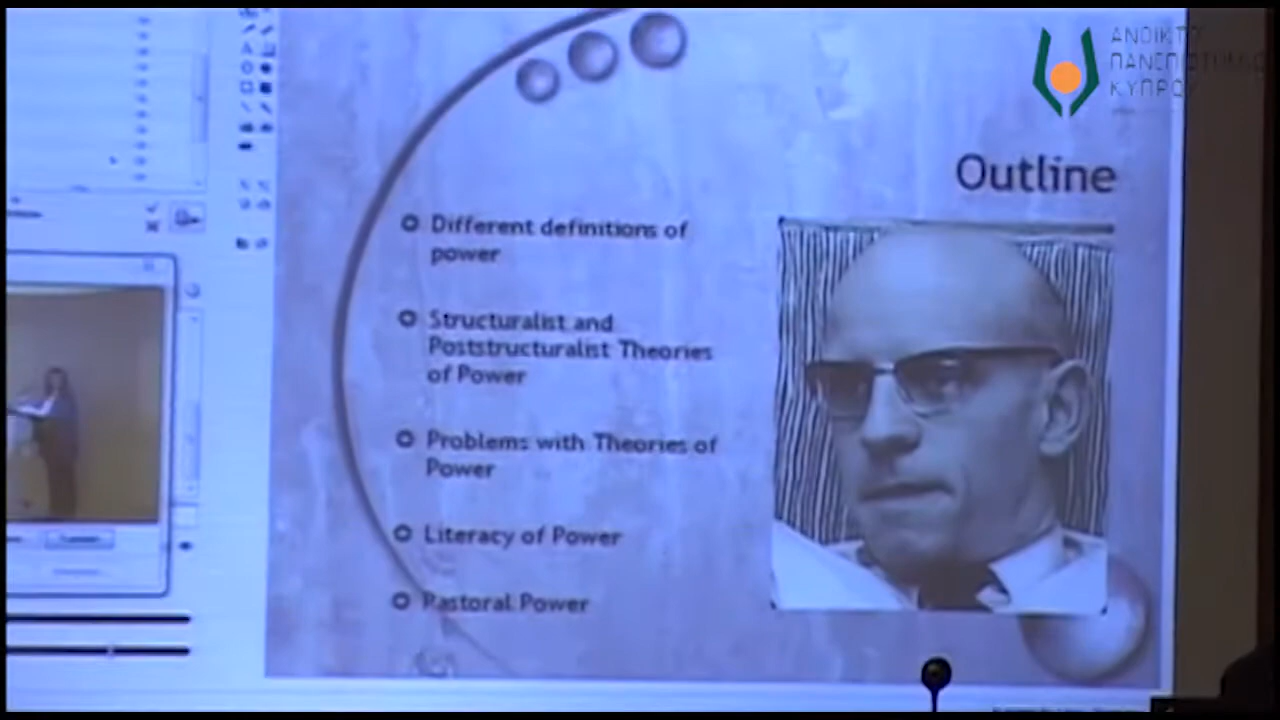 ΑΝΟΙΚΤΟ
ΠΑΝΕΠΙΣΤΗΜΙΟ
ΚΥΠΡΟΥ
Outline
Different definitions of
power
Structuralist and
Poststructuralist Theories
of Power
Problems with Theories of
Power
Literacy of Power
Pastoral Power